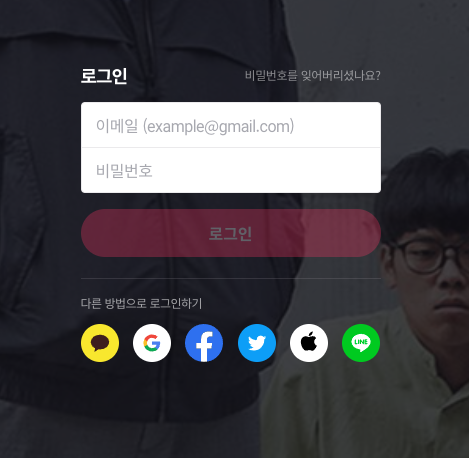 로그인
비밀번호를 잊어버리셨나요?
이메일 (example@gmail.com)
비밀번호
로그인
다른 방법으로 로그인하기
G
f
LINE